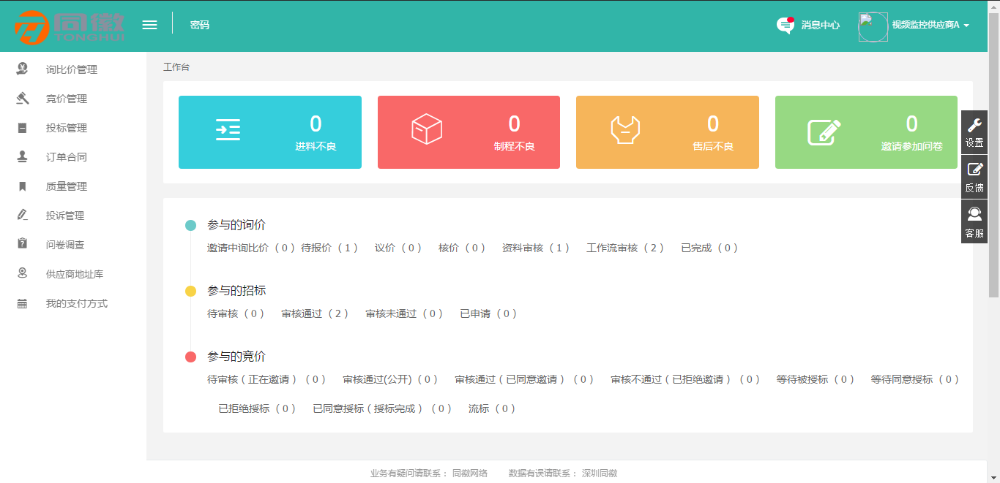 同徽 TONGHUI 密码 消息中心 视频监控供应商A
询比价管理
竞价管理
投标管理
订单合同
质量管理
投诉管理
问卷调查
供应商地址库
我的支付方式
工作台
0
进料不良
0
制程不良
0
售后不良
0
邀请参加问卷
设置
反馈
客服
参与的询价
邀请中询比价 ( 0 ) 待报价 ( 1 ) 议价 ( 0 ) 核价 ( 0 ) 资料审核 ( 1 ) 工作流审核 ( 2 ) 已完成 ( 0 )
参与的招标
待审核 ( 0 ) 审核通过 ( 2 ) 审核未通过 ( 0 ) 已申请 ( 0 )
参与的竞价
待审核 ( 正在邀请 ) ( 0 ) 审核通过(公开) ( 0 ) 审核通过 ( 已同意邀请 ) ( 0 ) 审核不通过 ( 已拒绝邀请 ) ( 0 ) 等待被授标 ( 0 ) 等待同意授标 ( 0 )
已拒绝授标 ( 0 ) 已同意授标 ( 授标完成 ) ( 0 ) 流标 ( 0 )
业务有疑问请联系： 同徽网络 数据有误请联系： 深圳同徽